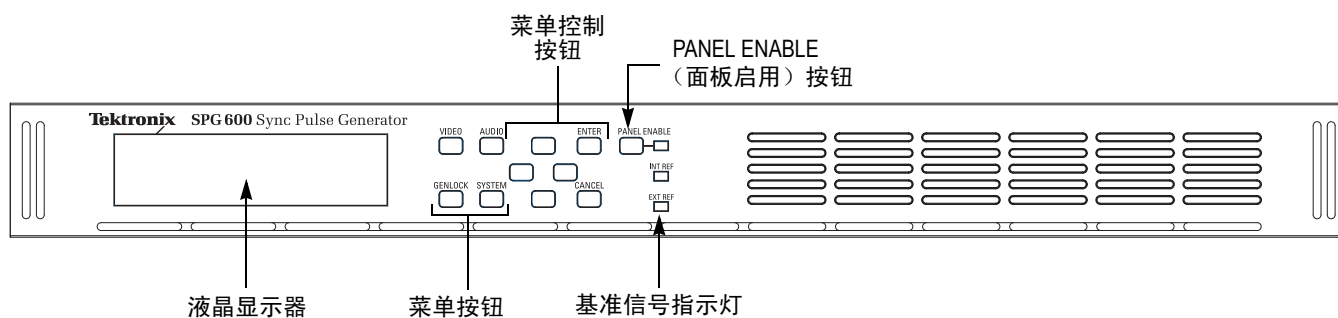 菜单控制
按钮
PANEL ENABLE
（面板启用）按钮
Tektronix SPG 600 Sync Pulse Generator
VIDEO AUDIO ENTER PANEL ENABLE
INT REF
GENLOCK SYSTEM CANCEL
EXT REF
液晶显示器
菜单按钮
基准信号指示灯